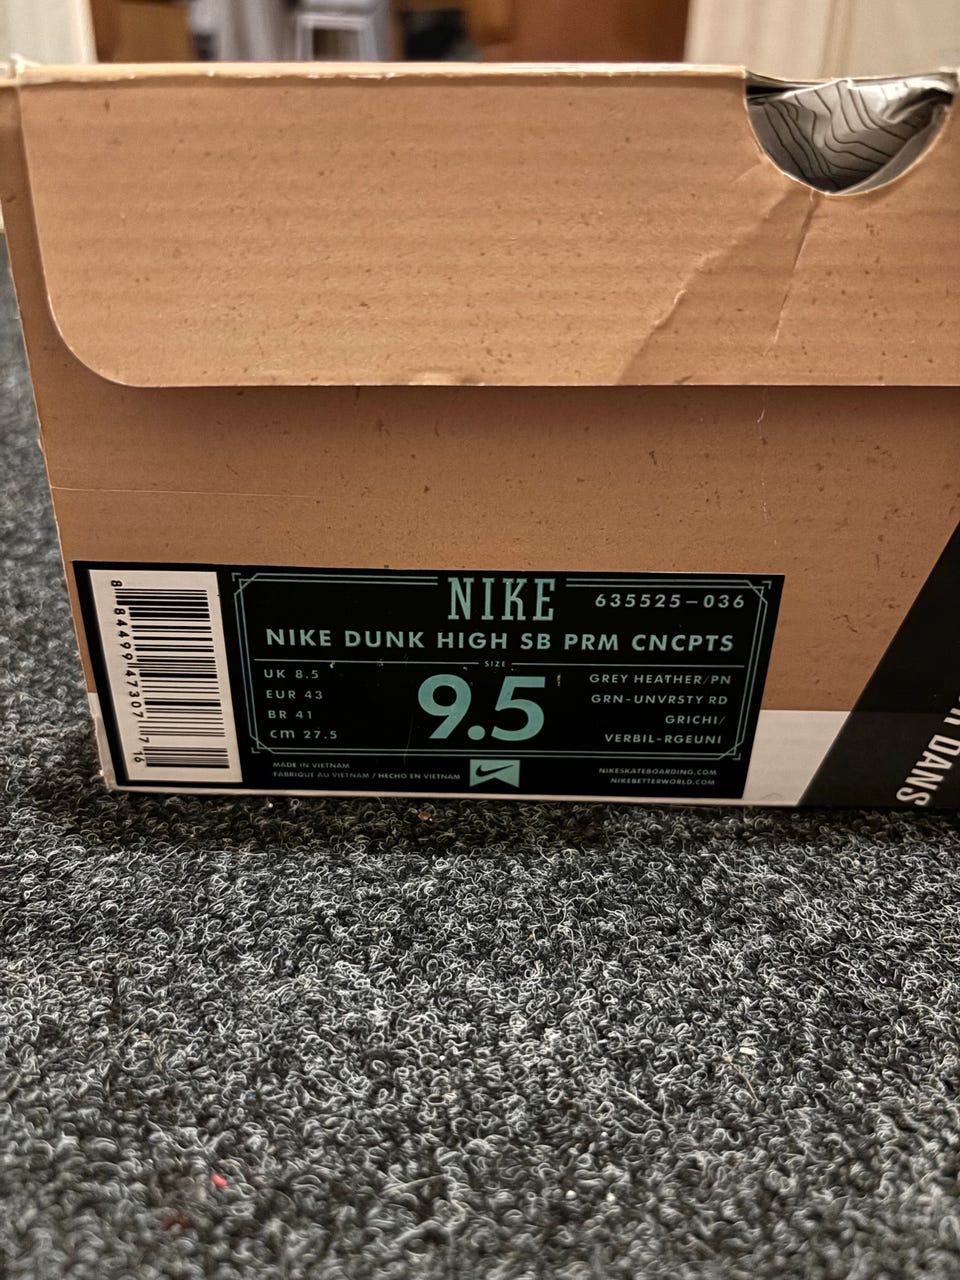 NIKE
635525-036
NIKE DUNK HIGH SB PRM CNCPTS
SIZE
9.5
UK 8.5
EUR 43
BR 41
cm 27.5
GREY HEATHER/PN
GRN-UNVRSTY RD
GRICHI/
VERBIL-RGEUNI
MADE IN VIETNAM
FABRIQUE AU VIETNAM / HECHO EN VIETNAM
NIKESKATEBOARDING.COM
NIKEBETTERWORLD.COM
8 84499 47307 7 16
DANS